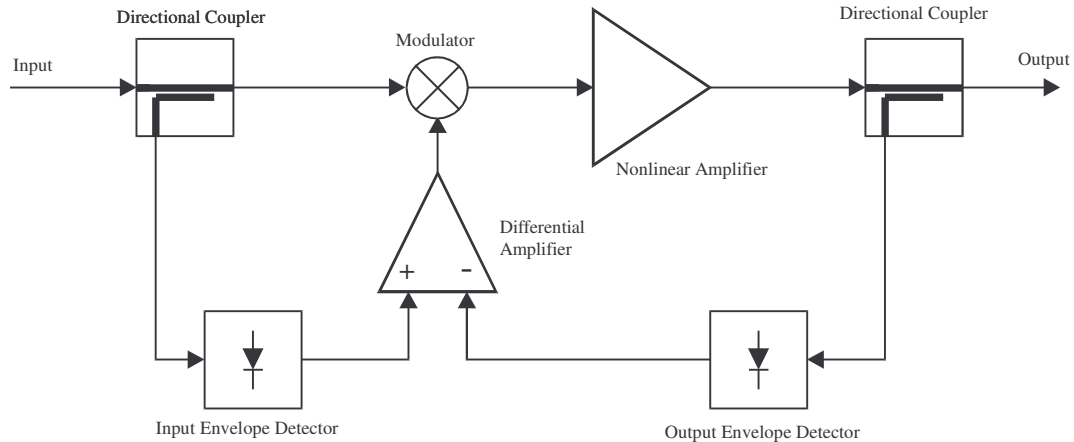 Directional Coupler
Directional Coupler
Modulator
Input
Output
Nonlinear Amplifier
Differential
Amplifier
+ -
Input Envelope Detector
Output Envelope Detector